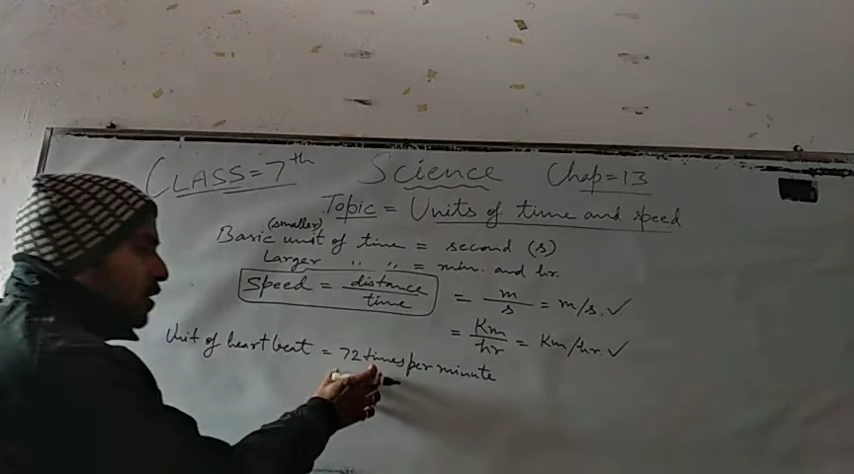 CLASS = 7th Science Chap = 13
Topic = Units of time and speed
(smaller)
Basic unit of time = second (s)
Larger " " = min. and hr.
Speed = distance/time = m/s = m/s. ✓
= Km/hr = Km/hr ✓
Unit of heart beat = 72 times per minute